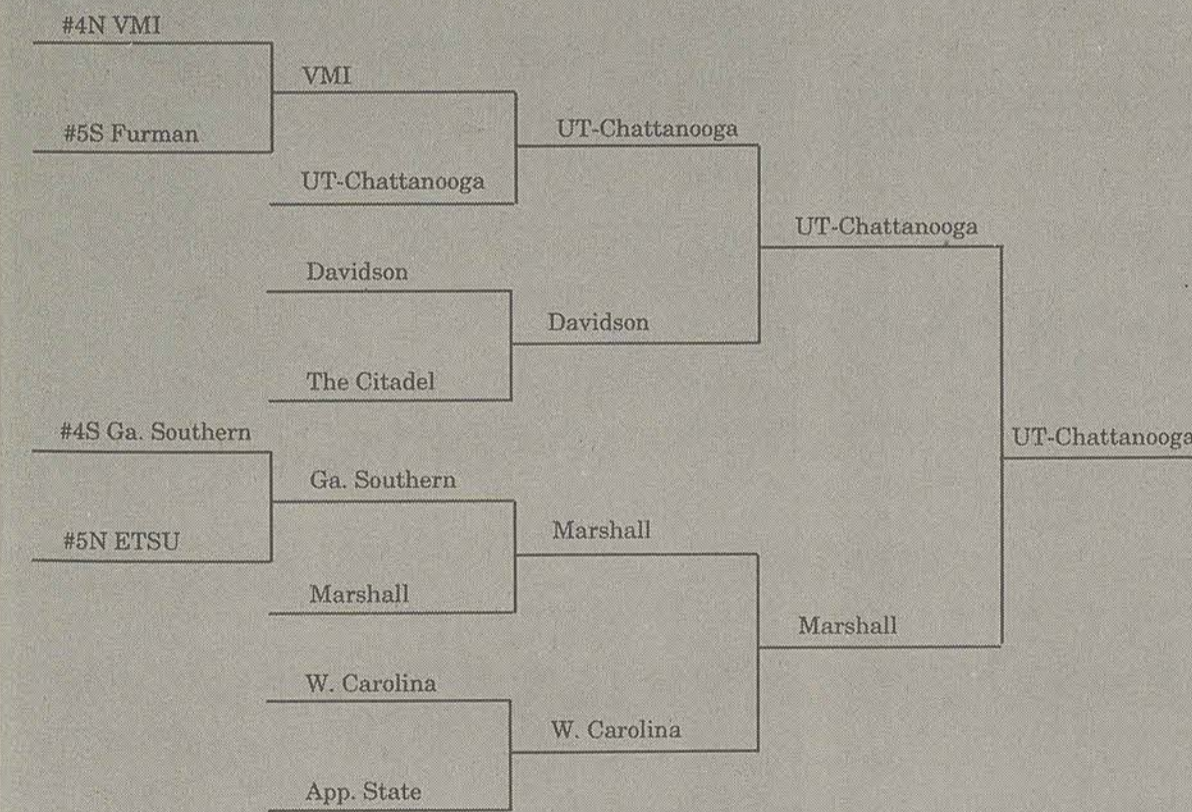 #4N VMI
VMI
#5S Furman
UT-Chattanooga
UT-Chattanooga
UT-Chattanooga
Davidson
Davidson
The Citadel
#4S Ga. Southern
UT-Chattanooga
Ga. Southern
#5N ETSU
Marshall
Marshall
Marshall
W. Carolina
W. Carolina
App. State